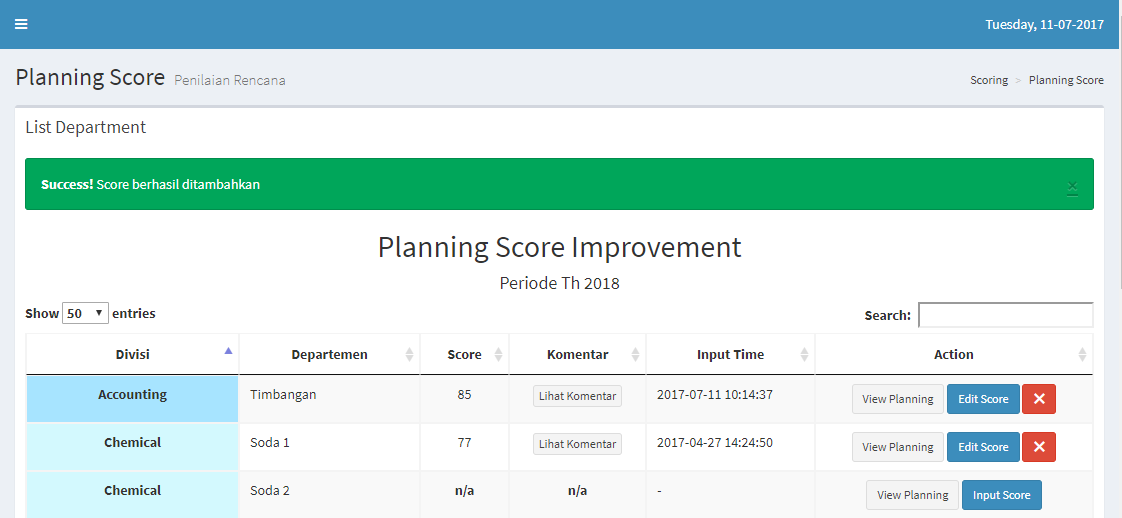 Tuesday, 11-07-2017
Planning Score Penilaian Rencana Scoring > Planning Score
List Department
Success! Score berhasil ditambahkan ×
Planning Score Improvement
Periode Th 2018
Show 50 entries Search:
Divisi Departemen Score Komentar Input Time Action
Accounting Timbangan 85 Lihat Komentar 2017-07-11 10:14:37 View Planning Edit Score ×
Chemical Soda 1 77 Lihat Komentar 2017-04-27 14:24:50 View Planning Edit Score ×
Chemical Soda 2 n/a n/a - View Planning Input Score